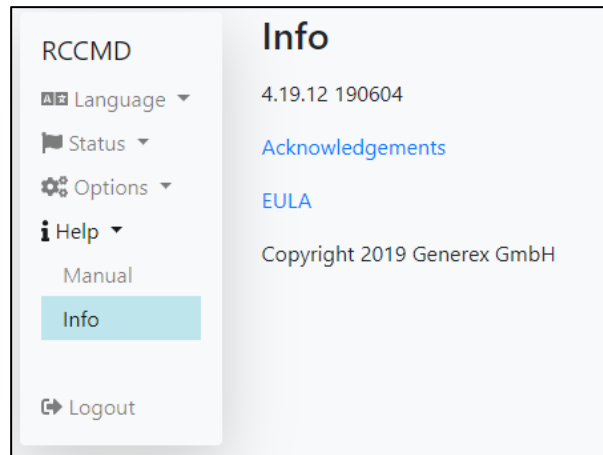 RCCMD
Language
Status
Options
Help
Manual
Info
Logout
Info
4.19.12 190604
Acknowledgements
EULA
Copyright 2019 Generex GmbH